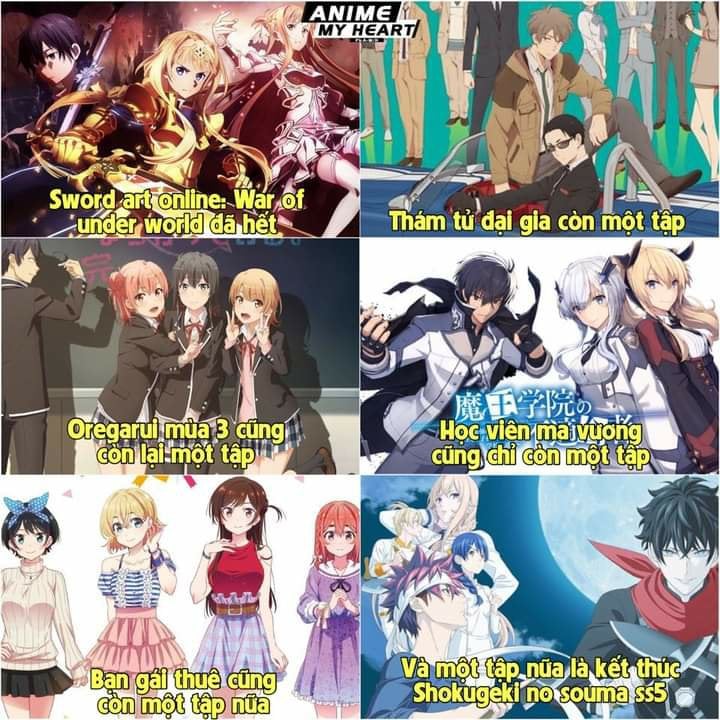 ANIME
MY HEART
Sword art online: War of
under world đã hết
Thám tử đại gia còn một tập
Oregarui mùa 3 cũng
còn lại một tập
魔王学院の
Học viên ma vương
cũng chỉ còn một tập
Bạn gái thuê cũng
còn một tập nữa
Và một tập nữa là kết thúc
Shokugeki no souma ss5